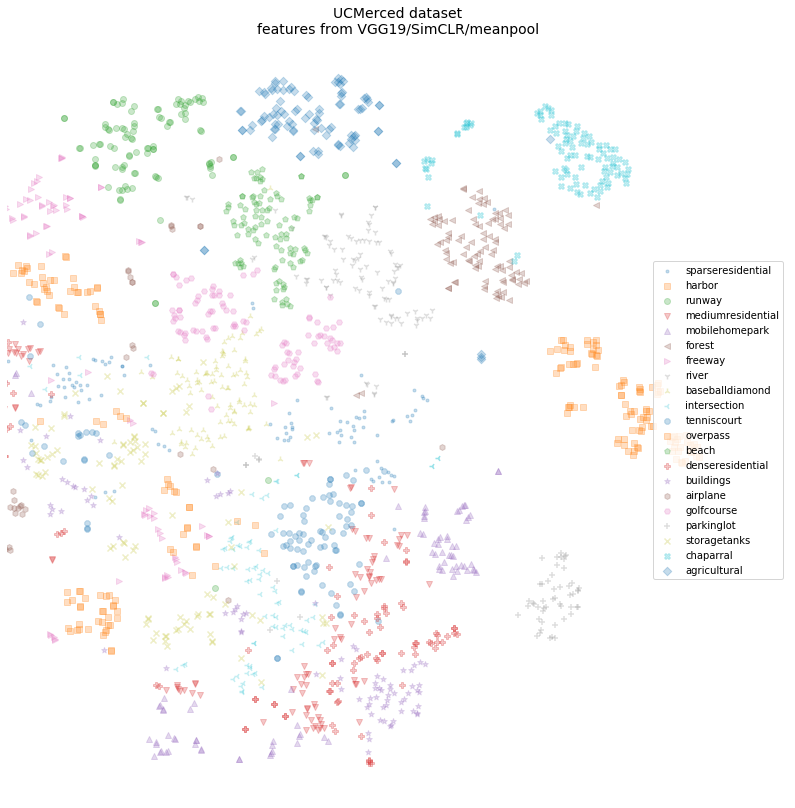 UCMerced dataset
features from VGG19/SimCLR/meanpool
sparseresidential
harbor
runway
mediumresidential
mobilehomepark
forest
freeway
river
baseballdiamond
intersection
tenniscourt
overpass
beach
denseresidential
buildings
airplane
golfcourse
parkinglot
storagetanks
chaparral
agricultural